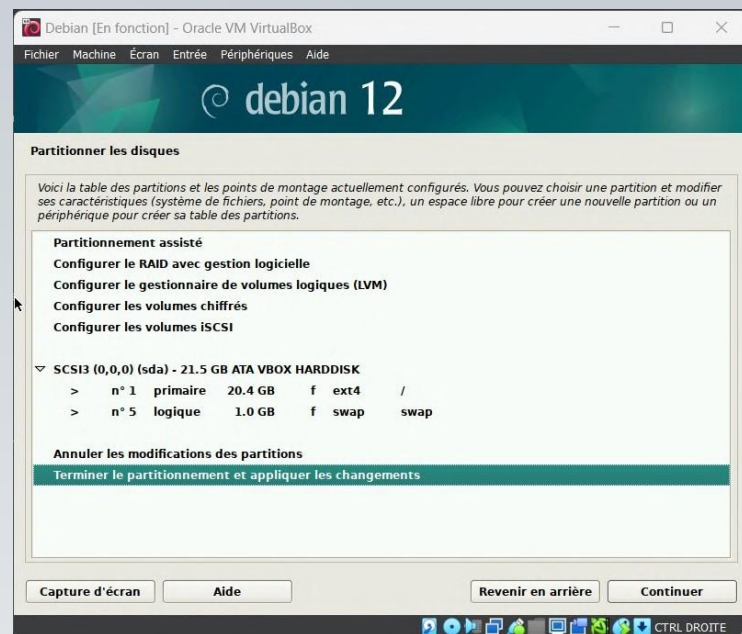 Debian [En fonction] - Oracle VM VirtualBox
Fichier Machine Écran Entrée Périphériques Aide
debian 12
Partitionner les disques
Voici la table des partitions et les points de montage actuellement configurés. Vous pouvez choisir une partition et modifier
ses caractéristiques (système de fichiers, point de montage, etc.), un espace libre pour créer une nouvelle partition ou un
périphérique pour créer sa table des partitions.
Partitionnement assisté
Configurer le RAID avec gestion logicielle
Configurer le gestionnaire de volumes logiques (LVM)
Configurer les volumes chiffrés
Configurer les volumes iSCSI
SCSI3 (0,0,0) (sda) - 21.5 GB ATA VBOX HARDDISK
> n° 1 primaire 20.4 GB f ext4 /
> n° 5 logique 1.0 GB f swap swap
Annuler les modifications des partitions
Terminer le partitionnement et appliquer les changements
Capture d'écran Aide Revenir en arrière Continuer
CTRL DROITE